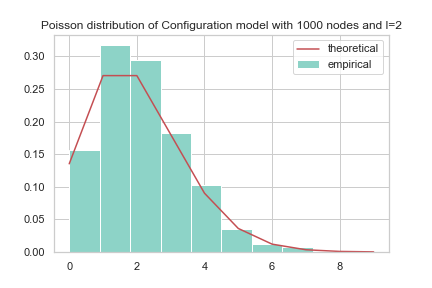 Poisson distribution of Configuration model with 1000 nodes and l=2
theoretical
empirical
0.30
0.25
0.20
0.15
0.10
0.05
0.00
0 2 4 6 8